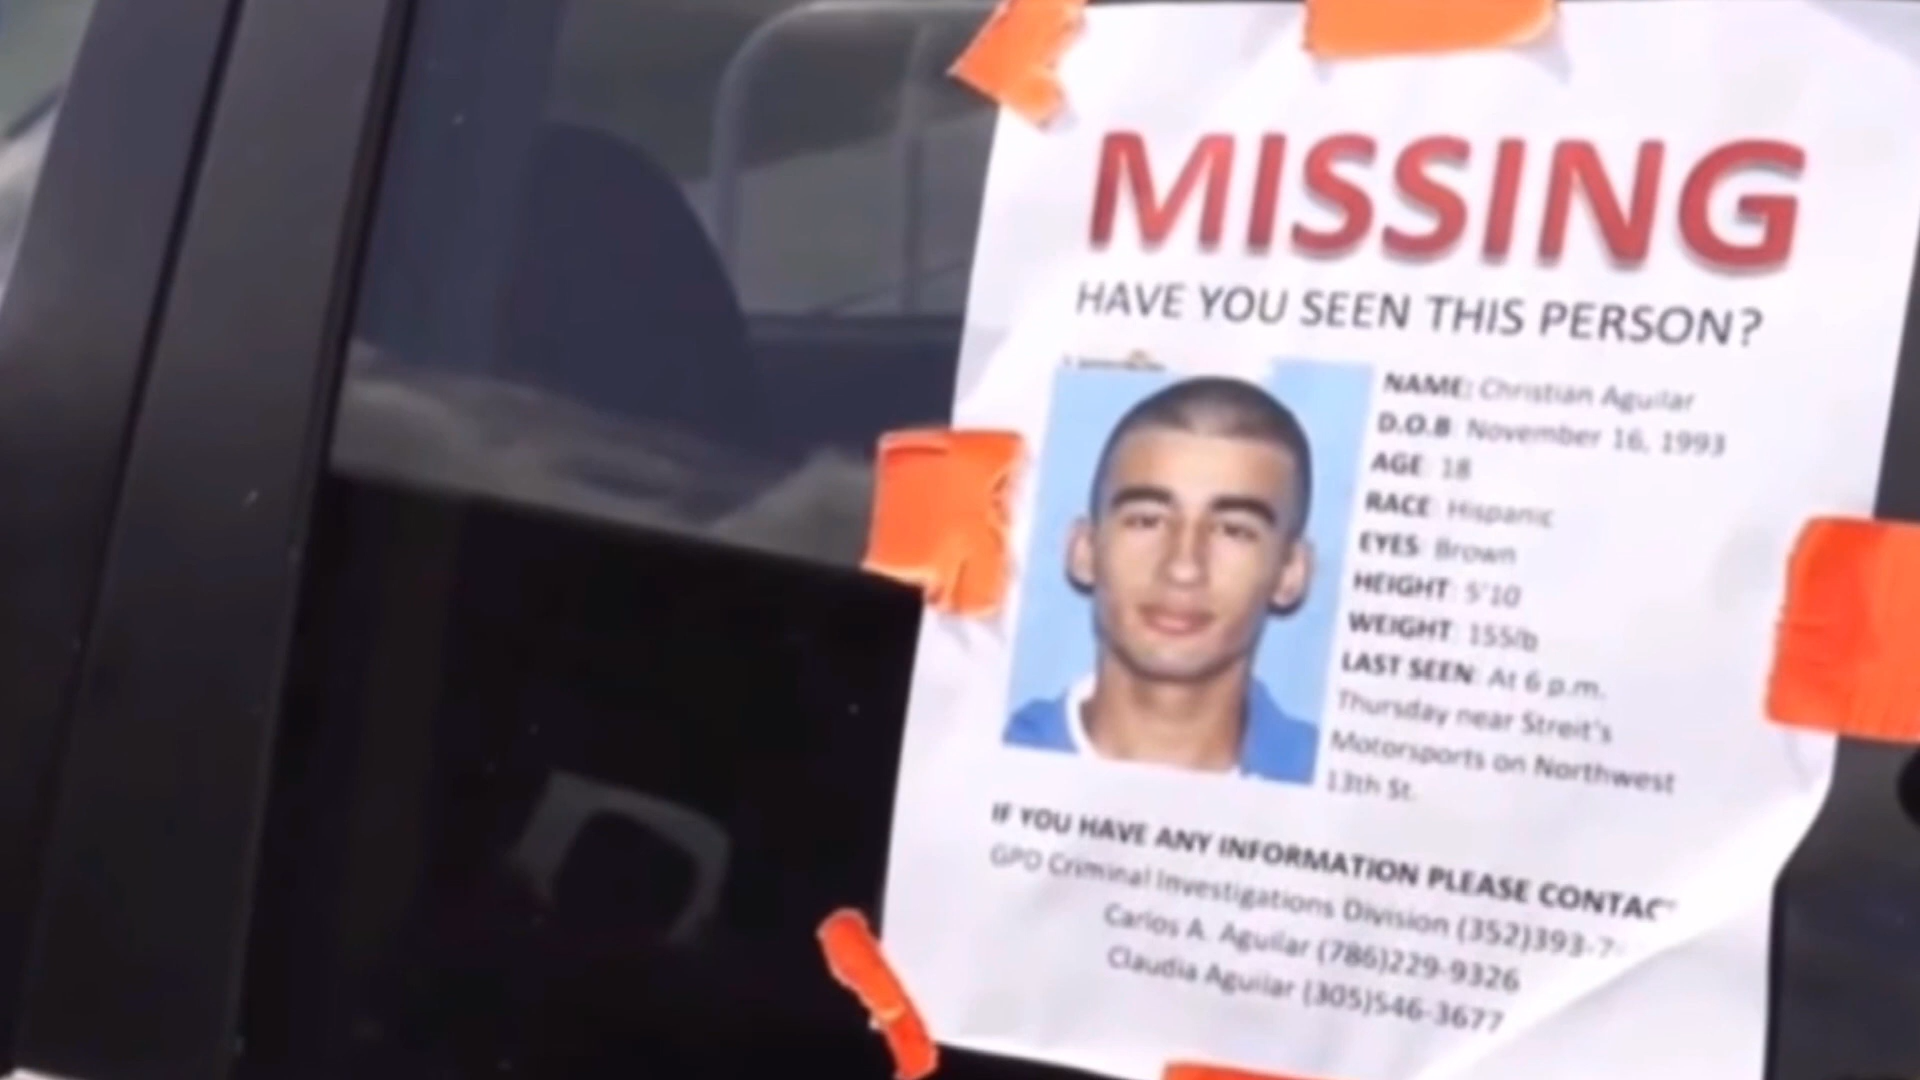 MISSING
HAVE YOU SEEN THIS PERSON?
NAME: Christian Aguilar
D.O.B: November 16, 1993
AGE: 18
RACE: Hispanic
EYES: Brown
HEIGHT: 5'10
WEIGHT: 155lb
LAST SEEN: At 6 p.m.
Thursday near Streit's
Motorsports on Northwest
13th St.
IF YOU HAVE ANY INFORMATION PLEASE CONTACT
GPD Criminal Investigations Division (352)393-7
Carlos A. Aguilar (786)229-9326
Claudia Aguilar (305)546-3677